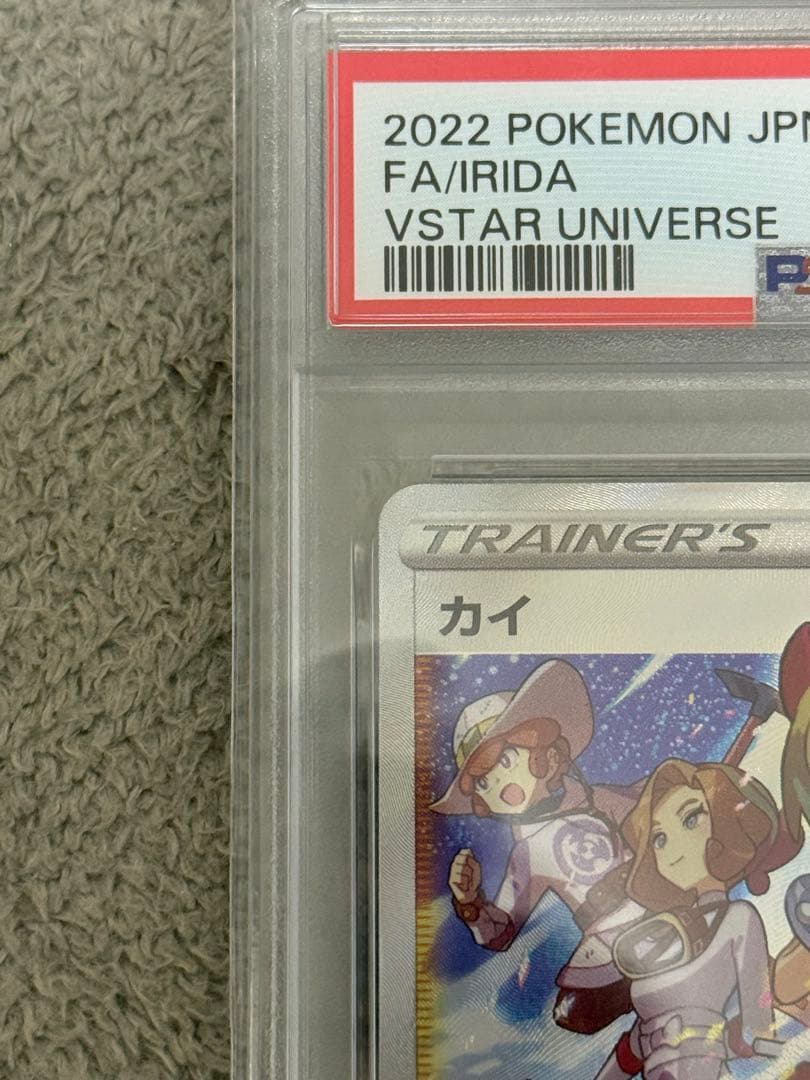 2022 POKEMON JPN
FA/IRIDA
VSTAR UNIVERSE
TRAINER'S
カイ